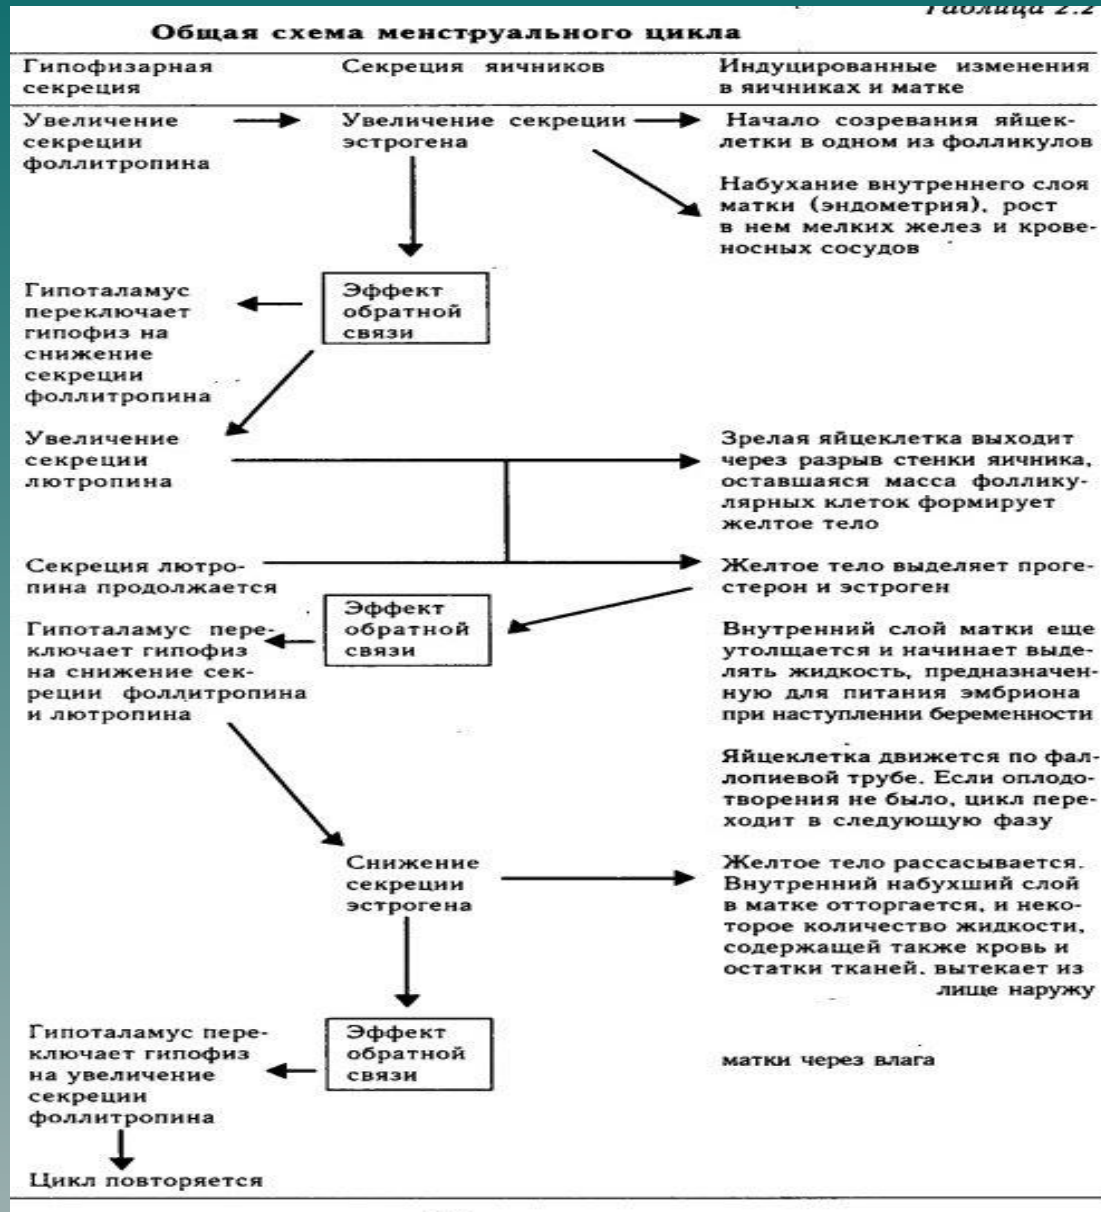 Таблица 2.2
Общая схема менструального цикла
Гипофизарная
секреция
Секреция яичников
Индуцированные изменения
в яичниках и матке
Увеличение
секреции
фоллитропина
Увеличение секреции
эстрогена
Начало созревания яйцек-
летки в одном из фолликулов
Набухание внутреннего слоя
матки (эндометрия), рост
в нем мелких желез и крове-
носных сосудов
Гипоталамус
переключает
гипофиз на
снижение
секреции
фоллитропина
Эффект
обратной
связи
Увеличение
секреции
лютропина
Зрелая яйцеклетка выходит
через разрыв стенки яичника,
оставшаяся масса фоллику-
лярных клеток формирует
желтое тело
Секреция лютро-
пина продолжается
Желтое тело выделяет проге-
стерон и эстроген
Эффект
обратной
связи
Гипоталамус пере-
ключает гипофиз
на снижение сек-
реции фоллитропина
и лютропина
Внутренний слой матки еще
утолщается и начинает выде-
лять жидкость, предназначен-
ную для питания эмбриона
при наступлении беременности
Яйцеклетка движется по фал-
лопиевой трубе. Если оплодо-
творения не было, цикл пере-
ходит в следующую фазу
Снижение
секреции
эстрогена
Желтое тело рассасывается.
Внутренний набухший слой
в матке отторгается, и неко-
торое количество жидкости,
содержащей также кровь и
остатки тканей. вытекает из
лище наружу
Гипоталамус пере-
ключает гипофиз
на увеличение
секреции
фоллитропина
Эффект
обратной
связи
матки через влага
Цикл повторяется